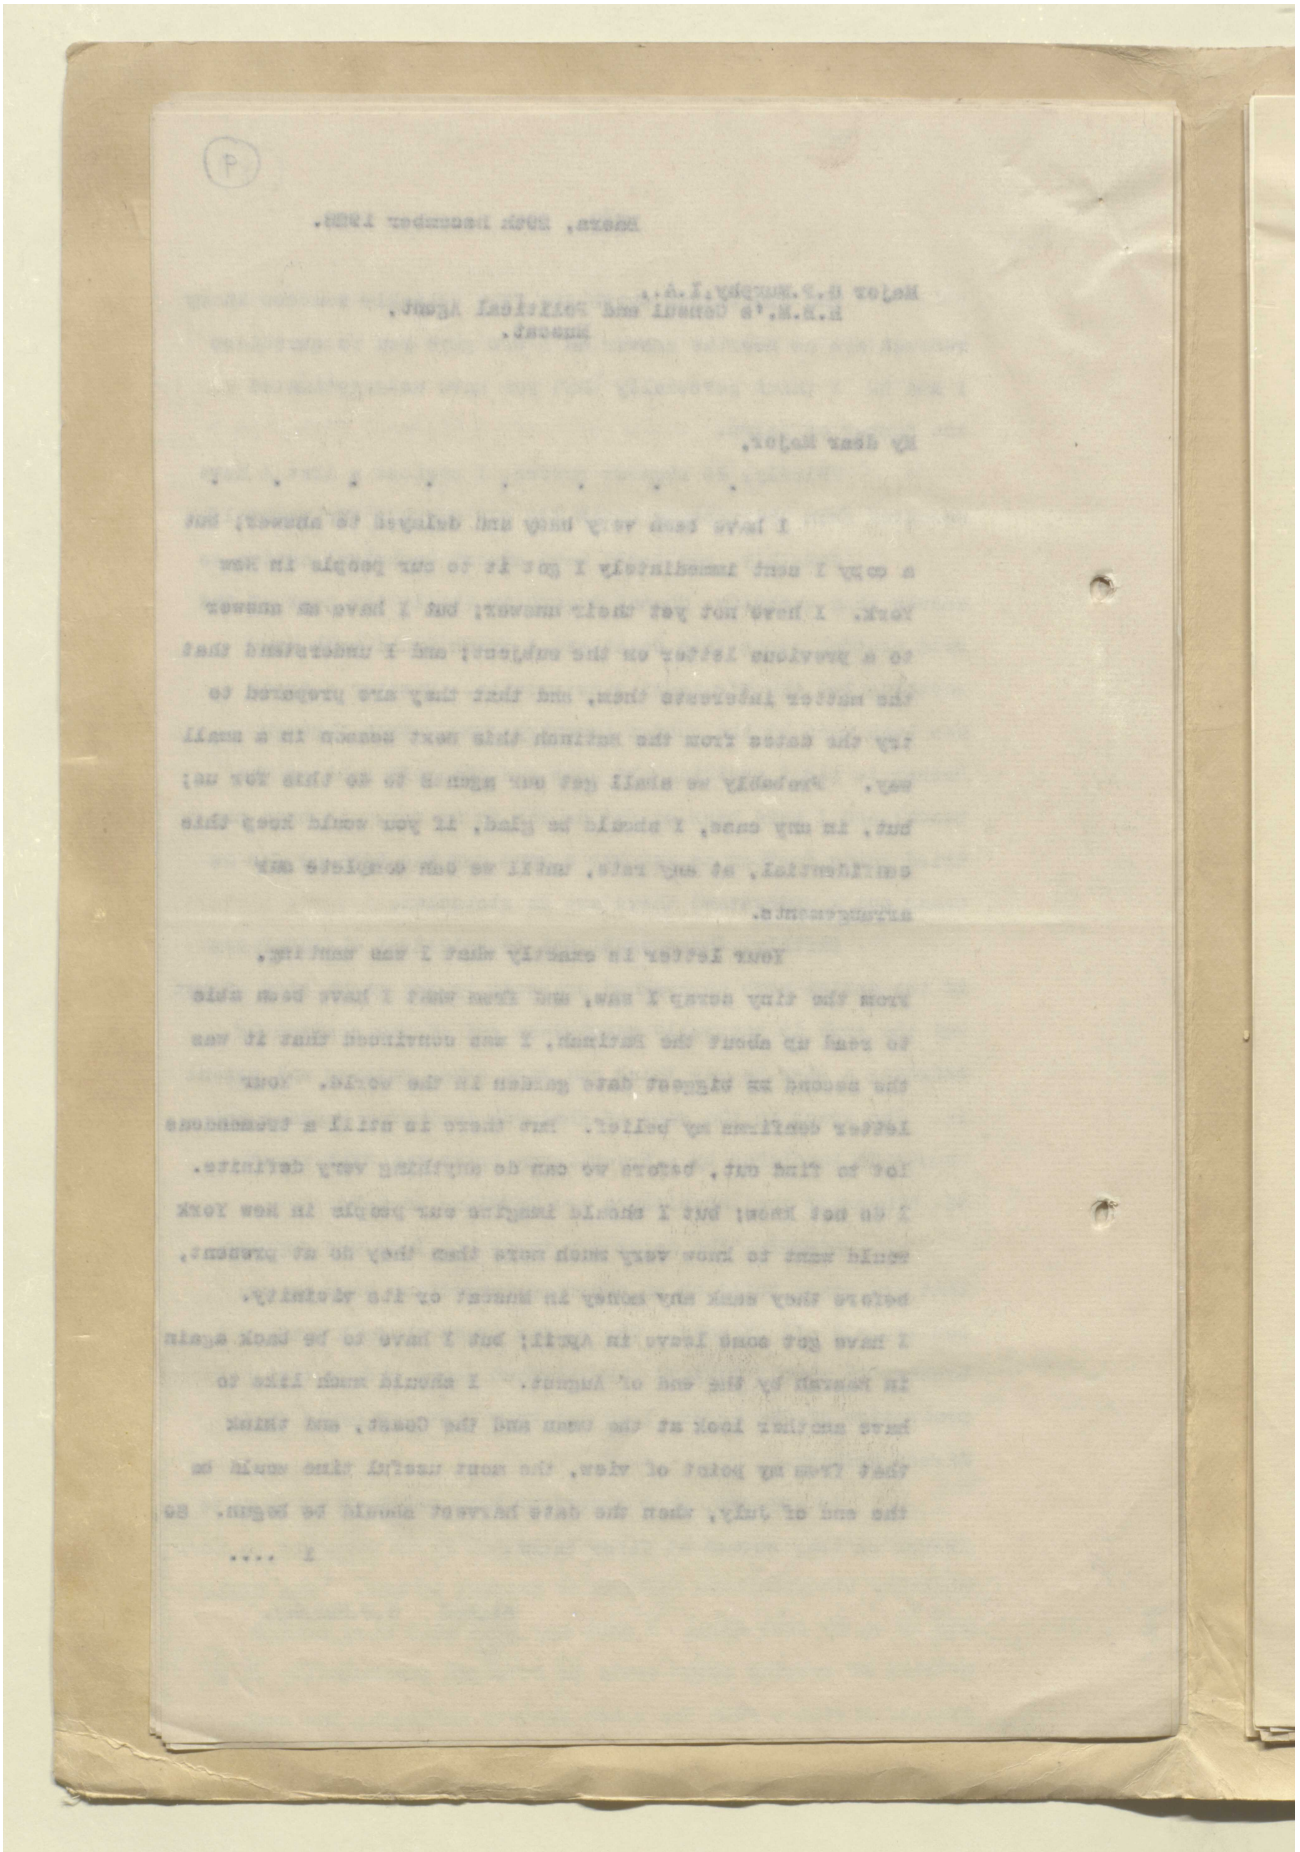 9
Basra, 29th December 1928.
Major G.P.Murphy,I.A.,
H.B.M.'s Consul and Political Agent,
Muscat.
My dear Major,
. . . . . . . .
I have been very busy and delayed to answer; but
a copy I sent immediately I got it to our people in New
York. I have not yet their answer; but I have an answer
to a previous letter on the subject; and I understand that
the matter interests them, and that they are prepared to
try the dates from the Batinah this next season in a small
way. Probably we shall get our agents to do this for us;
but, in any case, I should be glad, if you would keep this
confidential, at any rate, until we can complete our
arrangements.
Your letter is exactly what I was wanting.
From the tiny scrap I saw, and from what I have been able
to read up about the Batinah, I was convinced that it was
the second biggest date garden in the world. Your
letter confirms my belief. But there is still a tremendous
lot to find out, before we can do anything very definite.
I do not know; but I should imagine our people in New York
would want to know very much more than they do at present,
before they sank any money in Muscat or its vicinity.
I have got some leave in April; but I have to be back again
in Basrah by the end of August. I should much like to
have another look at the Oman and the Coast, and think
that from my point of view, the most useful time would be
the end of July, when the date harvest should be begun. So
I ....